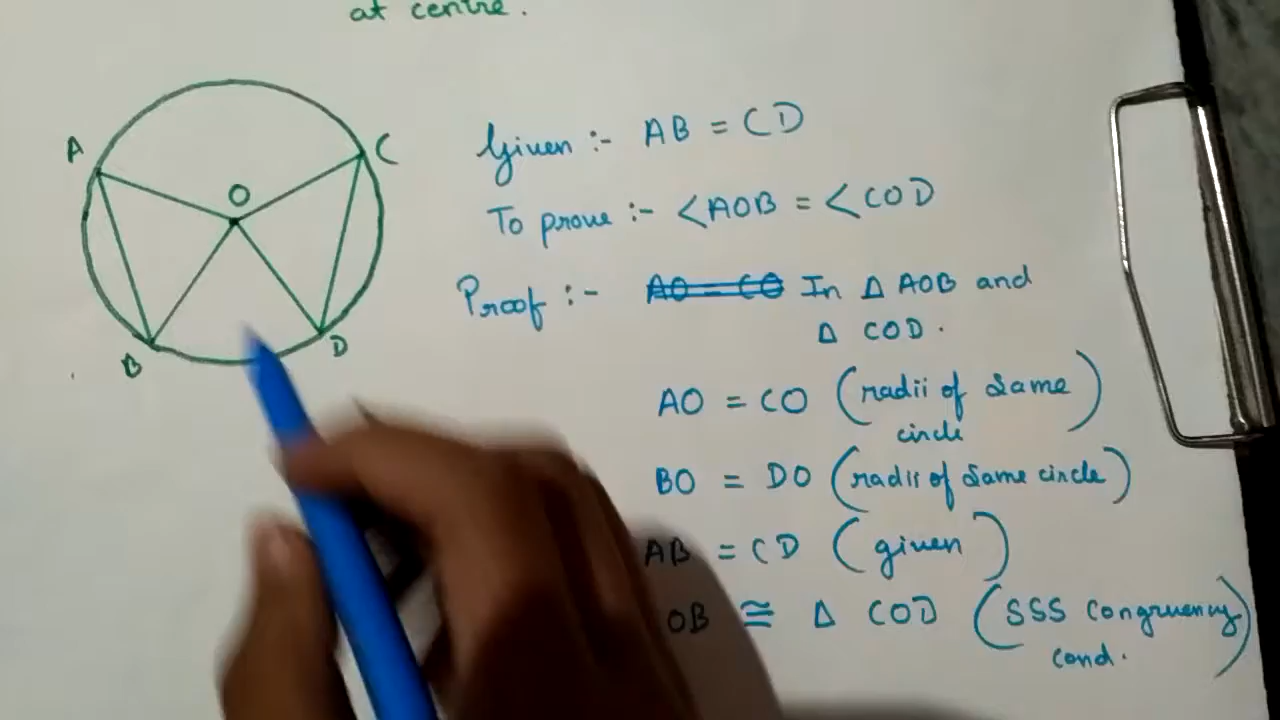 at centre.
A
C
O
B
D
Given :- AB = CD
To prove :- <AOB = <COD
Proof :- AO = CO In Δ AOB and
Δ COD.
AO = CO (radii of same
circle
)
BO = DO (radii of same circle)
AB = CD (given)
OB ≅ Δ COD (SSS Congruency
cond.)